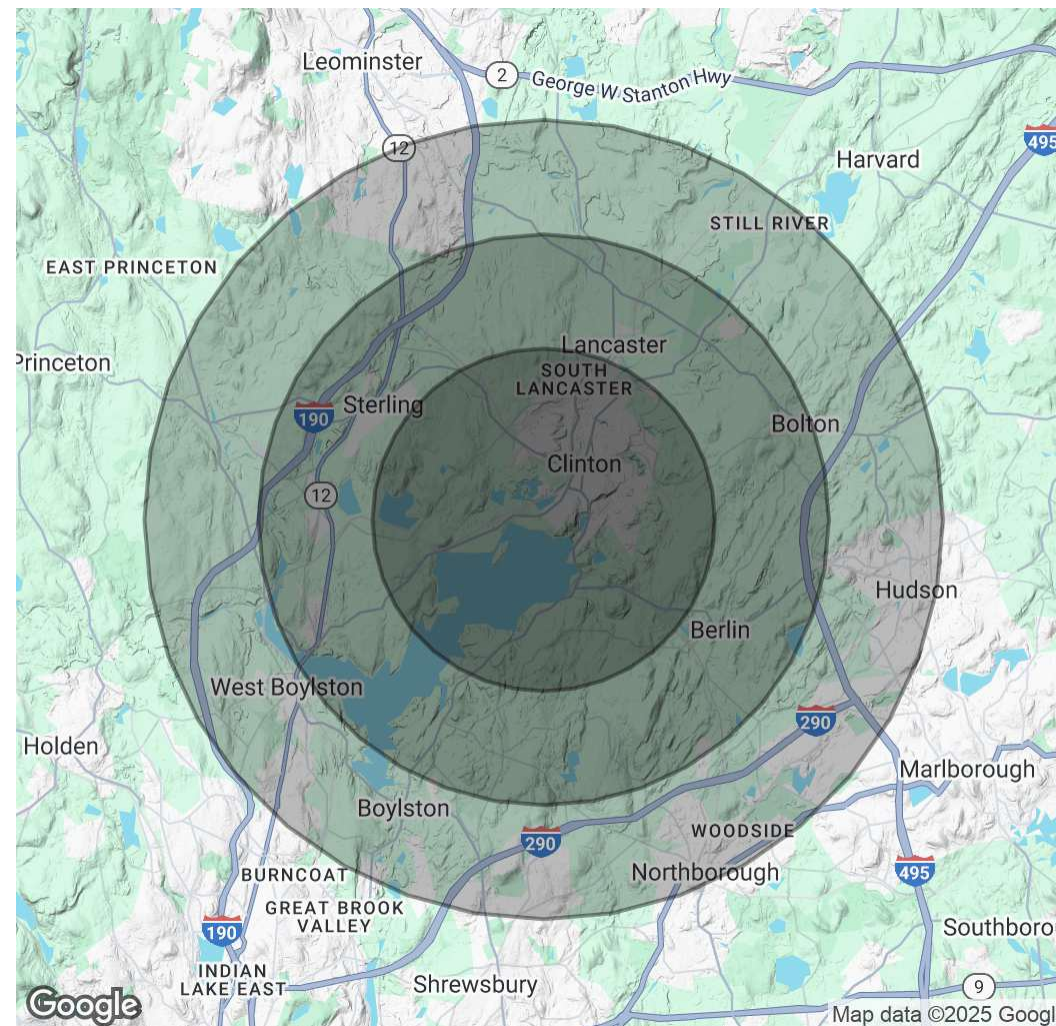 Leominster
2
George W Stanton Hwy
12
495
Harvard
STILL RIVER
EAST PRINCETON
Princeton
Lancaster
SOUTH
LANCASTER
190
Sterling
Bolton
Clinton
12
Hudson
Berlin
West Boylston
290
Holden
Marlborough
Boylston
WOODSIDE
290
Northborough
495
BURNCOAT
GREAT BROOK
VALLEY
190
Southboro
INDIAN
LAKE EAST
Shrewsbury
9
Google
Map data ©2025 Googl